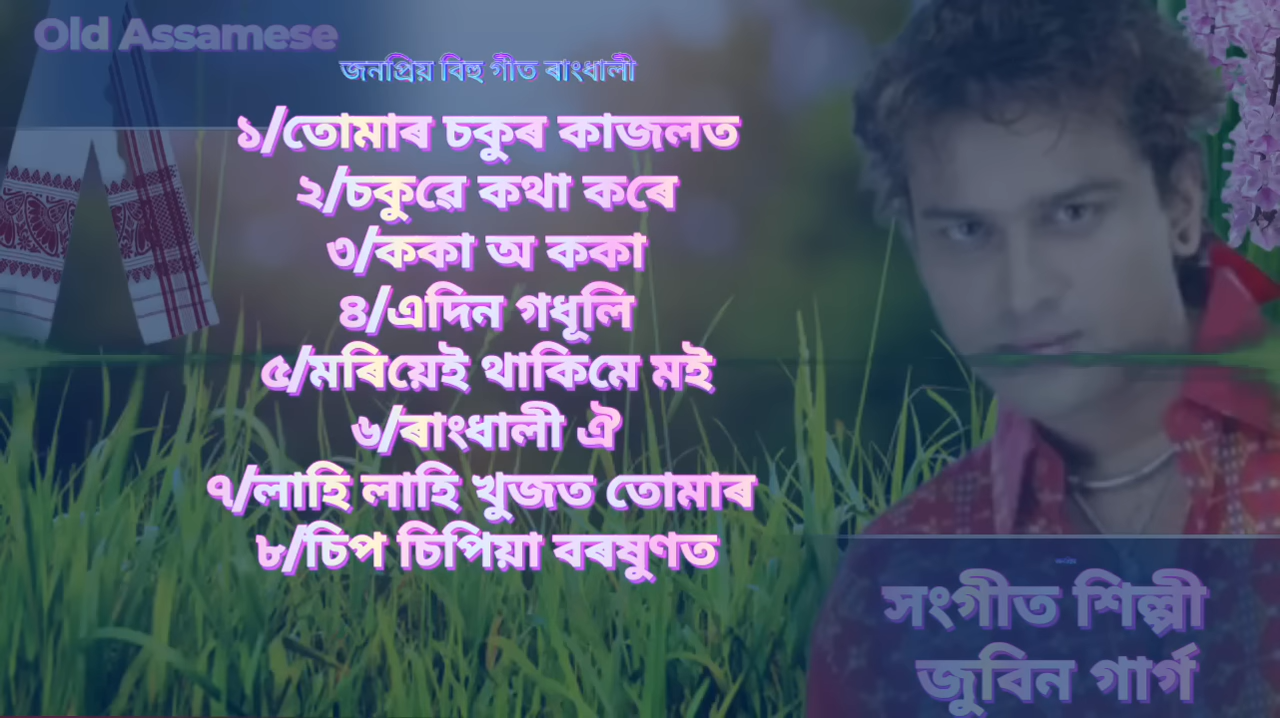 Old Assamese
জনপ্ৰিয় বিহু গীত ৰাংধালী
১/তোমাৰ চকুৰ কাজলত
২/চকুৱে কথা কৰে
৩/ককা অ ককা
৪/এদিন গধূলি
৫/মৰিয়েই থাকিমে মই
৬/ৰাংধালী ঐ
৭/লাহি লাহি খুজত তোমাৰ
৮/চিপ চিপিয়া বৰষুণত
সংগীত শিল্পী
জুবিন গাৰ্গ